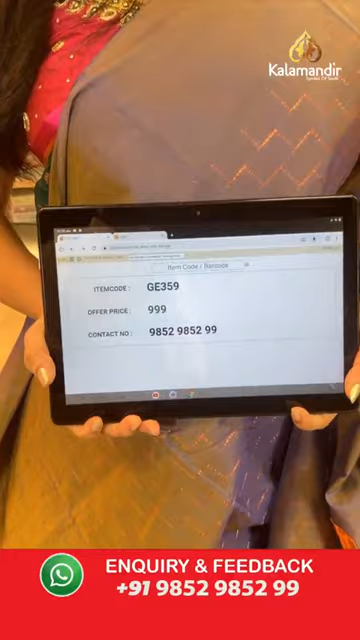 Kalamandir
Item Code / Barcode
ITEMCODE : GE359
OFFER PRICE : 999
CONTACT NO : 9852 9852 99
ENQUIRY & FEEDBACK
+91 9852 9852 99